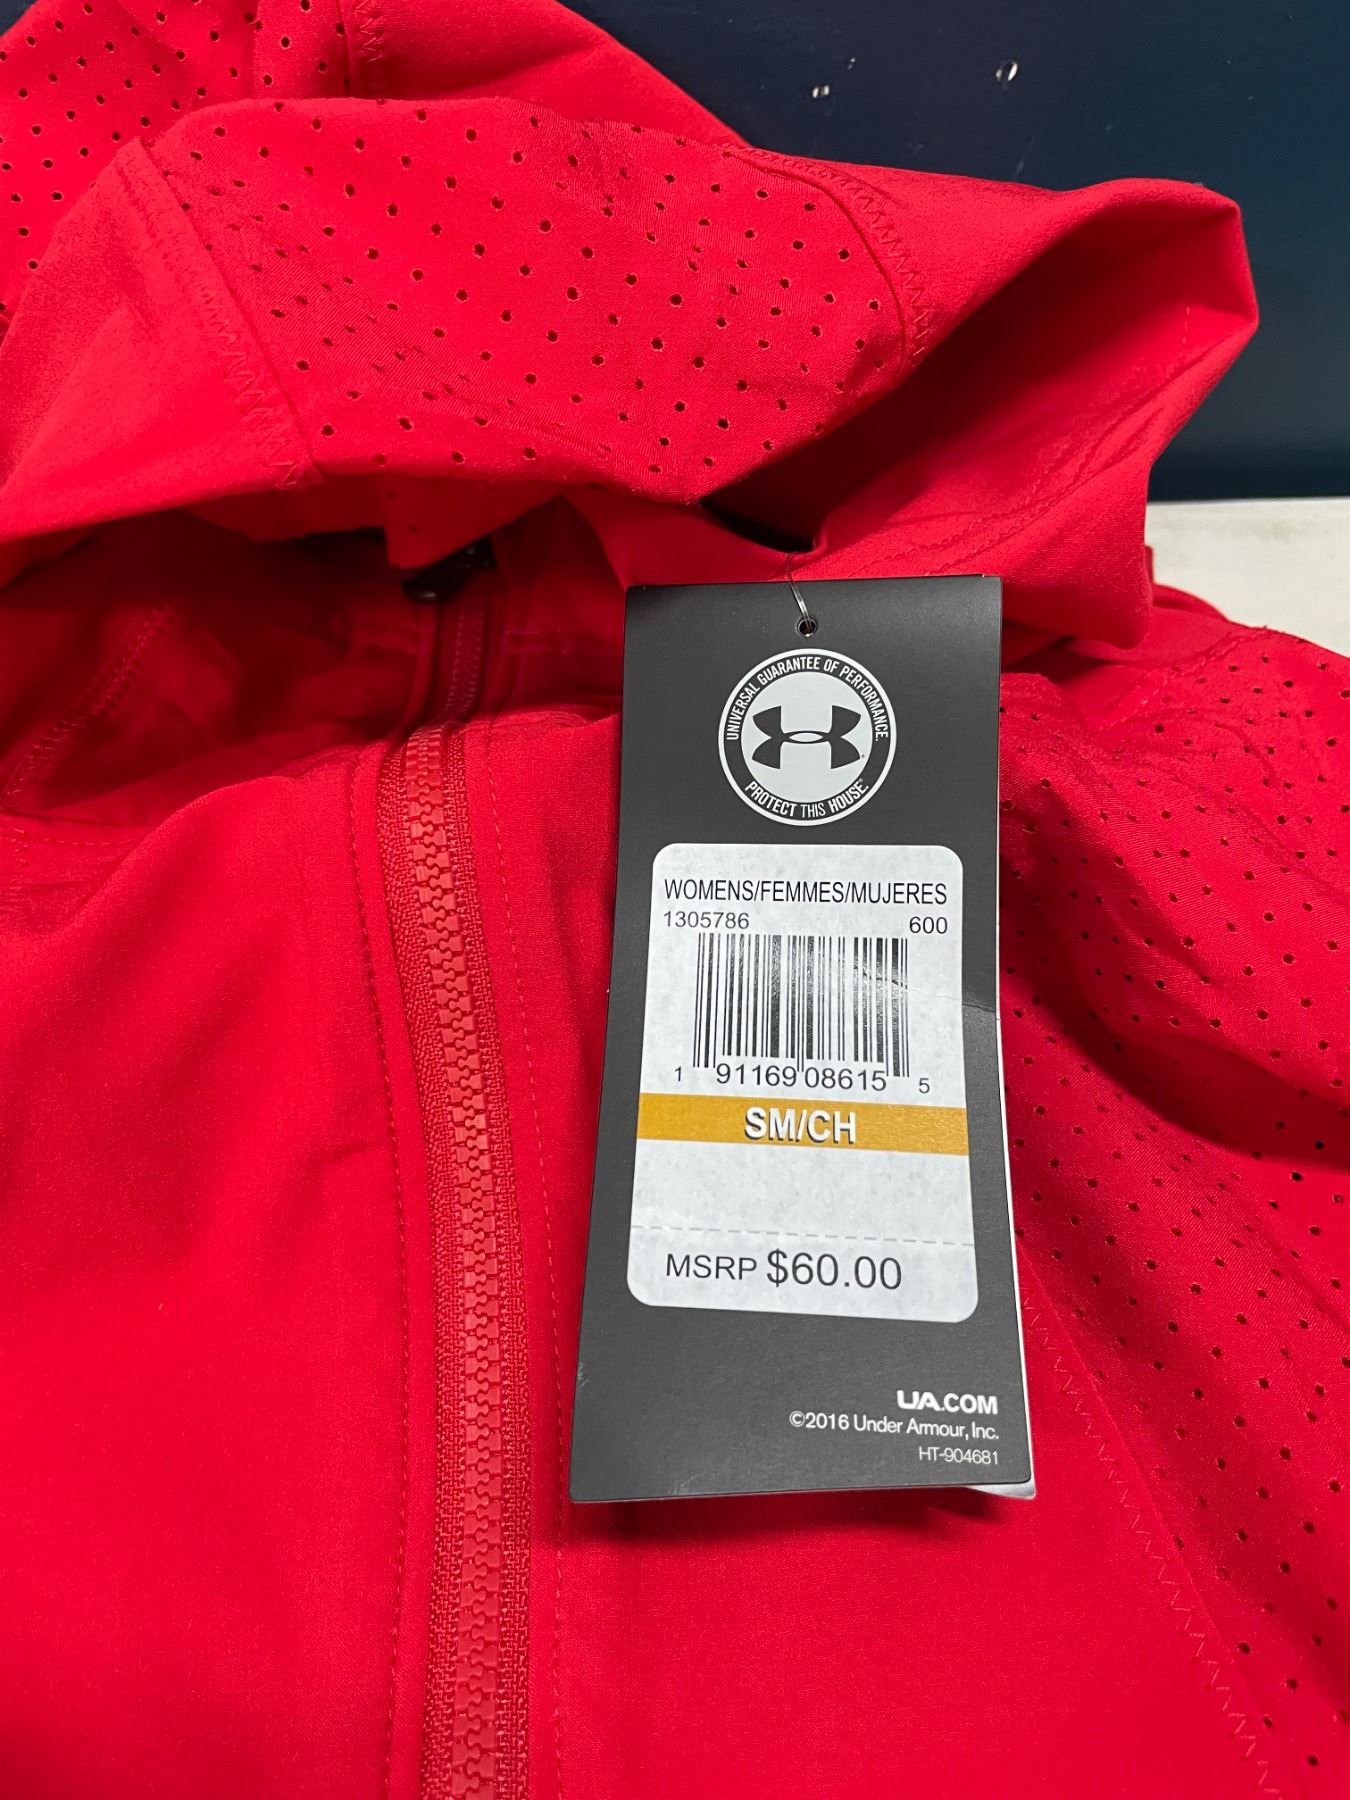 UNIVERSAL GUARANTEE OF PERFORMANCE.
PROTECT THIS HOUSE®
WOMENS/FEMMES/MUJERES
1305786 600
1 91169 08615 5
SM/CH
MSRP $60.00
UA.COM
©2016 Under Armour, Inc.
HT-904681